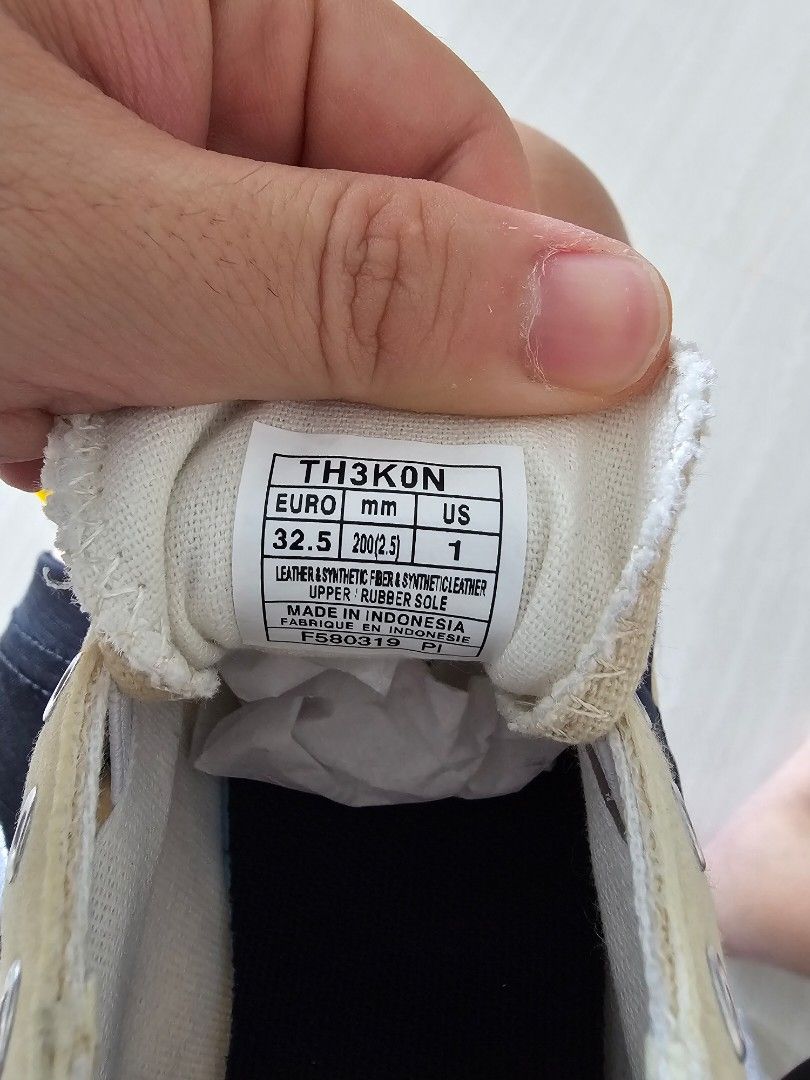 TH3K0N
EURO mm US
32.5 200(2.5) 1
LEATHER & SYNTHETIC FIBER & SYNTHETIC LEATHER
UPPER / RUBBER SOLE
MADE IN INDONESIA
FABRIQUE EN INDONESIE
F580319 PI